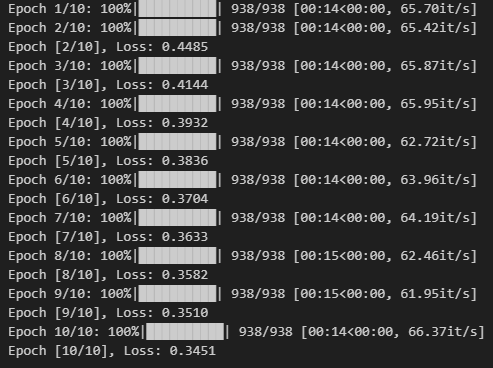 Epoch 1/10: 100%|██████████| 938/938 [00:14<00:00, 65.70it/s]
Epoch 2/10: 100%|██████████| 938/938 [00:14<00:00, 65.42it/s]
Epoch [2/10], Loss: 0.4485
Epoch 3/10: 100%|██████████| 938/938 [00:14<00:00, 65.87it/s]
Epoch [3/10], Loss: 0.4144
Epoch 4/10: 100%|██████████| 938/938 [00:14<00:00, 65.95it/s]
Epoch [4/10], Loss: 0.3932
Epoch 5/10: 100%|██████████| 938/938 [00:14<00:00, 62.72it/s]
Epoch [5/10], Loss: 0.3836
Epoch 6/10: 100%|██████████| 938/938 [00:14<00:00, 63.96it/s]
Epoch [6/10], Loss: 0.3704
Epoch 7/10: 100%|██████████| 938/938 [00:14<00:00, 64.19it/s]
Epoch [7/10], Loss: 0.3633
Epoch 8/10: 100%|██████████| 938/938 [00:15<00:00, 62.46it/s]
Epoch [8/10], Loss: 0.3582
Epoch 9/10: 100%|██████████| 938/938 [00:15<00:00, 61.95it/s]
Epoch [9/10], Loss: 0.3510
Epoch 10/10: 100%|██████████| 938/938 [00:14<00:00, 66.37it/s]
Epoch [10/10], Loss: 0.3451